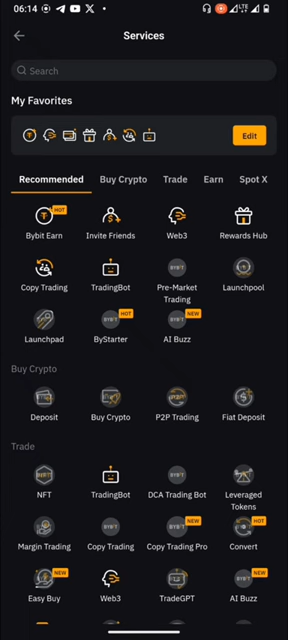 06:14
LTE
Services
Search
My Favorites
Edit
Recommended Buy Crypto Trade Earn Spot X
HOT
Bybit Earn Invite Friends Web3 Rewards Hub
Copy Trading TradingBot Pre-Market Trading Launchpool
HOT NEW
Launchpad ByStarter AI Buzz
Buy Crypto
Deposit Buy Crypto P2P Trading Fiat Deposit
Trade
NFT TradingBot DCA Trading Bot Leveraged Tokens
NEW HOT
Margin Trading Copy Trading Copy Trading Pro Convert
NEW NEW
Easy Buy Web3 TradeGPT AI Buzz